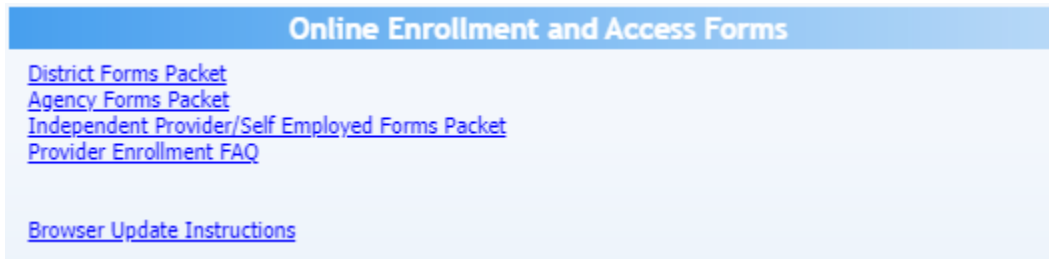 Online Enrollment and Access Forms
District Forms Packet
Agency Forms Packet
Independent Provider/Self Employed Forms Packet
Provider Enrollment FAQ
Browser Update Instructions